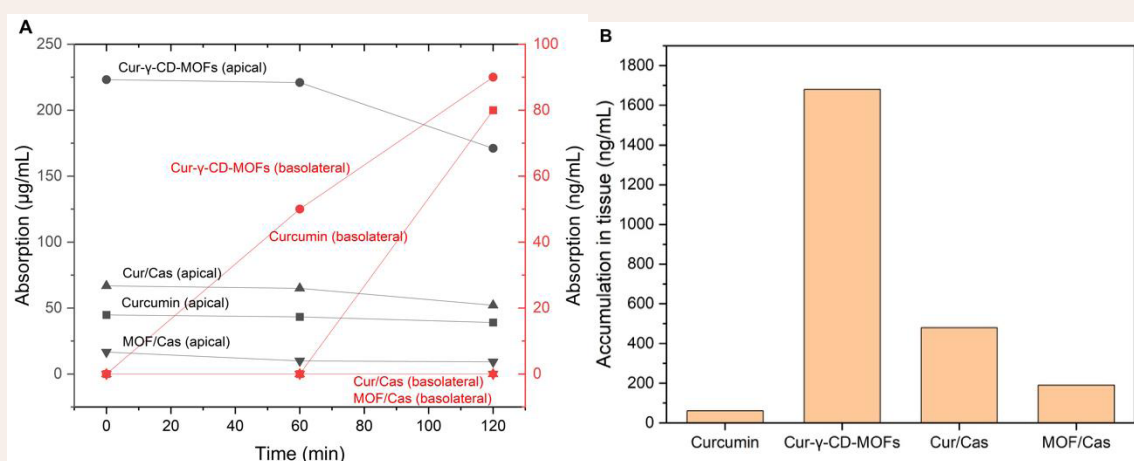 A
Absorption (µg/mL)
250
200
150
100
50
0
Cur-γ-CD-MOFs (apical)
Cur-γ-CD-MOFs (basolateral)
Curcumin (basolateral)
Cur/Cas (apical)
Curcumin (apical)
MOF/Cas (apical)
Cur/Cas (basolateral)
MOF/Cas (basolateral)
100
80
60
40
20
0
Absorption (ng/mL)
0 20 40 60 80 100 120
Time (min)
B
Accumulation in tissue (ng/mL)
1800
1600
1400
1200
1000
800
600
400
200
0
Curcumin Cur-γ-CD-MOFs Cur/Cas MOF/Cas